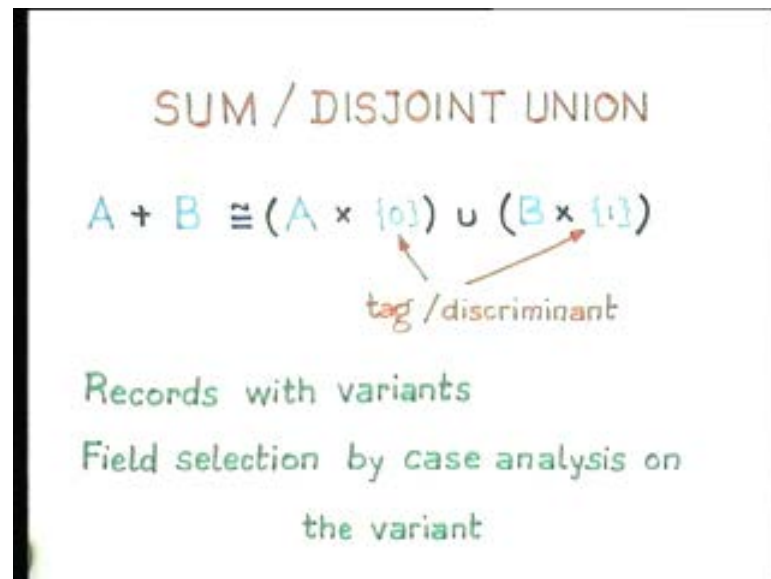 SUM / DISJOINT UNION
A + B ≅ (A × {0}) ∪ (B × {1})
tag / discriminant
Records with variants
Field selection by case analysis on
the variant